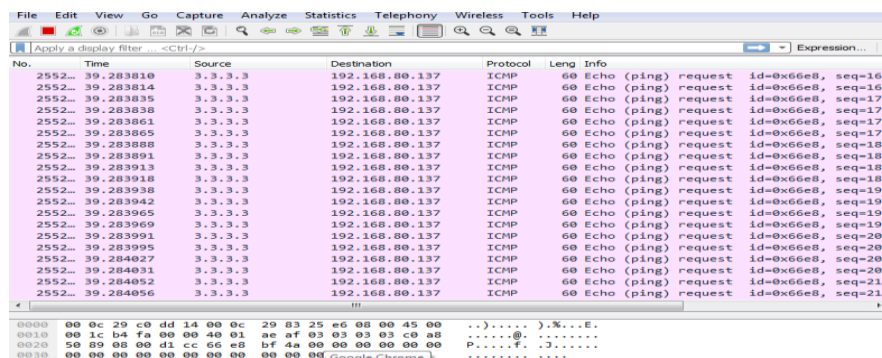 File Edit View Go Capture Analyze Statistics Telephony Wireless Tools Help
Apply a display filter ... <Ctrl-/> Expression...
No. Time Source Destination Protocol Leng Info
2552… 39.283810 3.3.3.3 192.168.80.137 ICMP 60 Echo (ping) request id=0x66e8, seq=16
2552… 39.283814 3.3.3.3 192.168.80.137 ICMP 60 Echo (ping) request id=0x66e8, seq=16
2552… 39.283835 3.3.3.3 192.168.80.137 ICMP 60 Echo (ping) request id=0x66e8, seq=17
2552… 39.283838 3.3.3.3 192.168.80.137 ICMP 60 Echo (ping) request id=0x66e8, seq=17
2552… 39.283861 3.3.3.3 192.168.80.137 ICMP 60 Echo (ping) request id=0x66e8, seq=17
2552… 39.283865 3.3.3.3 192.168.80.137 ICMP 60 Echo (ping) request id=0x66e8, seq=17
2552… 39.283888 3.3.3.3 192.168.80.137 ICMP 60 Echo (ping) request id=0x66e8, seq=18
2552… 39.283891 3.3.3.3 192.168.80.137 ICMP 60 Echo (ping) request id=0x66e8, seq=18
2552… 39.283913 3.3.3.3 192.168.80.137 ICMP 60 Echo (ping) request id=0x66e8, seq=18
2552… 39.283918 3.3.3.3 192.168.80.137 ICMP 60 Echo (ping) request id=0x66e8, seq=18
2552… 39.283938 3.3.3.3 192.168.80.137 ICMP 60 Echo (ping) request id=0x66e8, seq=19
2552… 39.283942 3.3.3.3 192.168.80.137 ICMP 60 Echo (ping) request id=0x66e8, seq=19
2552… 39.283965 3.3.3.3 192.168.80.137 ICMP 60 Echo (ping) request id=0x66e8, seq=19
2552… 39.283969 3.3.3.3 192.168.80.137 ICMP 60 Echo (ping) request id=0x66e8, seq=19
2552… 39.283991 3.3.3.3 192.168.80.137 ICMP 60 Echo (ping) request id=0x66e8, seq=20
2552… 39.283995 3.3.3.3 192.168.80.137 ICMP 60 Echo (ping) request id=0x66e8, seq=20
2552… 39.284027 3.3.3.3 192.168.80.137 ICMP 60 Echo (ping) request id=0x66e8, seq=20
2552… 39.284031 3.3.3.3 192.168.80.137 ICMP 60 Echo (ping) request id=0x66e8, seq=20
2552… 39.284052 3.3.3.3 192.168.80.137 ICMP 60 Echo (ping) request id=0x66e8, seq=21
2552… 39.284056 3.3.3.3 192.168.80.137 ICMP 60 Echo (ping) request id=0x66e8, seq=21
0000 00 0c 29 c0 dd 14 00 0c 29 83 25 e6 08 00 45 00 ..)..... ).%...E.
0010 00 1c b4 fa 00 00 40 01 ae af 03 03 03 03 c0 a8 ......@. ........
0020 50 89 08 00 d1 cc 66 e8 bf 4a 00 00 00 00 00 00 P.....f. .J......
0030 00 00 00 00 00 00 00 00 00 00 00 Google Chrome ........ ....